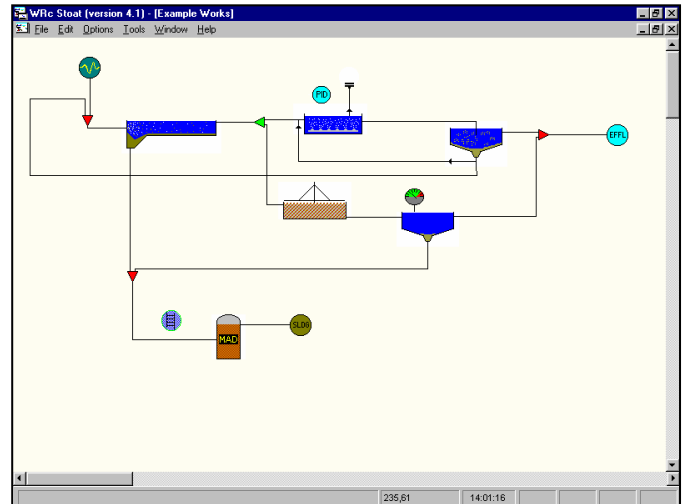 WRc Stoat (version 4.1) - [Example Works]
File Edit Options Tools Window Help
PID
EFFL
MAD
SLDG
235,61 14:01:16